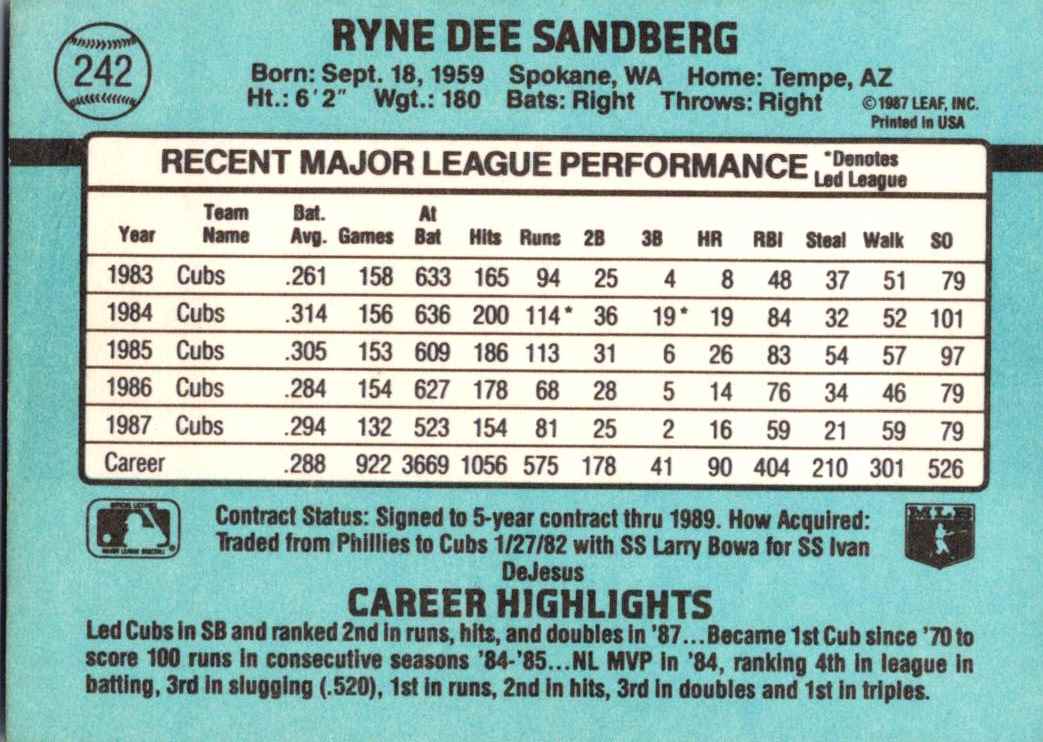 242
RYNE DEE SANDBERG
Born: Sept. 18, 1959 Spokane, WA Home: Tempe, AZ
Ht.: 6'2" Wgt.: 180 Bats: Right Throws: Right ©1987 LEAF, INC.
Printed in USA
RECENT MAJOR LEAGUE PERFORMANCE *Denotes Led League
Year Team Name Bat. Avg. Games At Bat Hits Runs 2B 3B HR RBI Steal Walk SO
1983 Cubs .261 158 633 165 94 25 4 8 48 37 51 79
1984 Cubs .314 156 636 200 114* 36 19* 19 84 32 52 101
1985 Cubs .305 153 609 186 113 31 6 26 83 54 57 97
1986 Cubs .284 154 627 178 68 28 5 14 76 34 46 79
1987 Cubs .294 132 523 154 81 25 2 16 59 21 59 79
Career .288 922 3669 1056 575 178 41 90 404 210 301 526
Contract Status: Signed to 5-year contract thru 1989. How Acquired:
Traded from Phillies to Cubs 1/27/82 with SS Larry Bowa for SS Ivan
DeJesus
MAJOR LEAGUE BASEBALL
MLB
CAREER HIGHLIGHTS
Led Cubs in SB and ranked 2nd in runs, hits, and doubles in '87...Became 1st Cub since '70 to
score 100 runs in consecutive seasons '84-'85...NL MVP in '84, ranking 4th in league in
batting, 3rd in slugging (.520), 1st in runs, 2nd in hits, 3rd in doubles and 1st in triples.